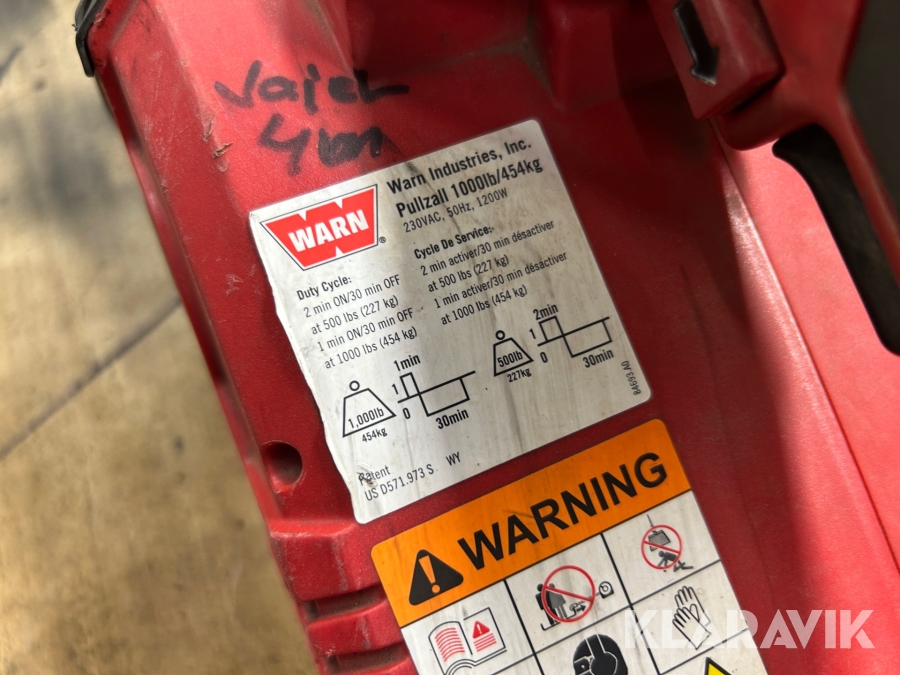 Vajer
4m
WARN
®
Warn Industries, Inc.
Pullzall 1000lb/454kg
230VAC, 50Hz, 1200W
Duty Cycle:
2 min ON/30 min OFF
at 500 lbs (227 kg)
1 min ON/30 min OFF
at 1000 lbs (454 kg)
Cycle De Service:
2 min activer/30 min désactiver
at 500 lbs (227 kg)
1 min activer/30 min désactiver
at 1000 lbs (454 kg)
1,000lb
454kg
1
0
1min
30min
500lb
227kg
1
0
2min
30min
84693.A0
Patent
US D571.973 S
WY
WARNING
KLARAVIK